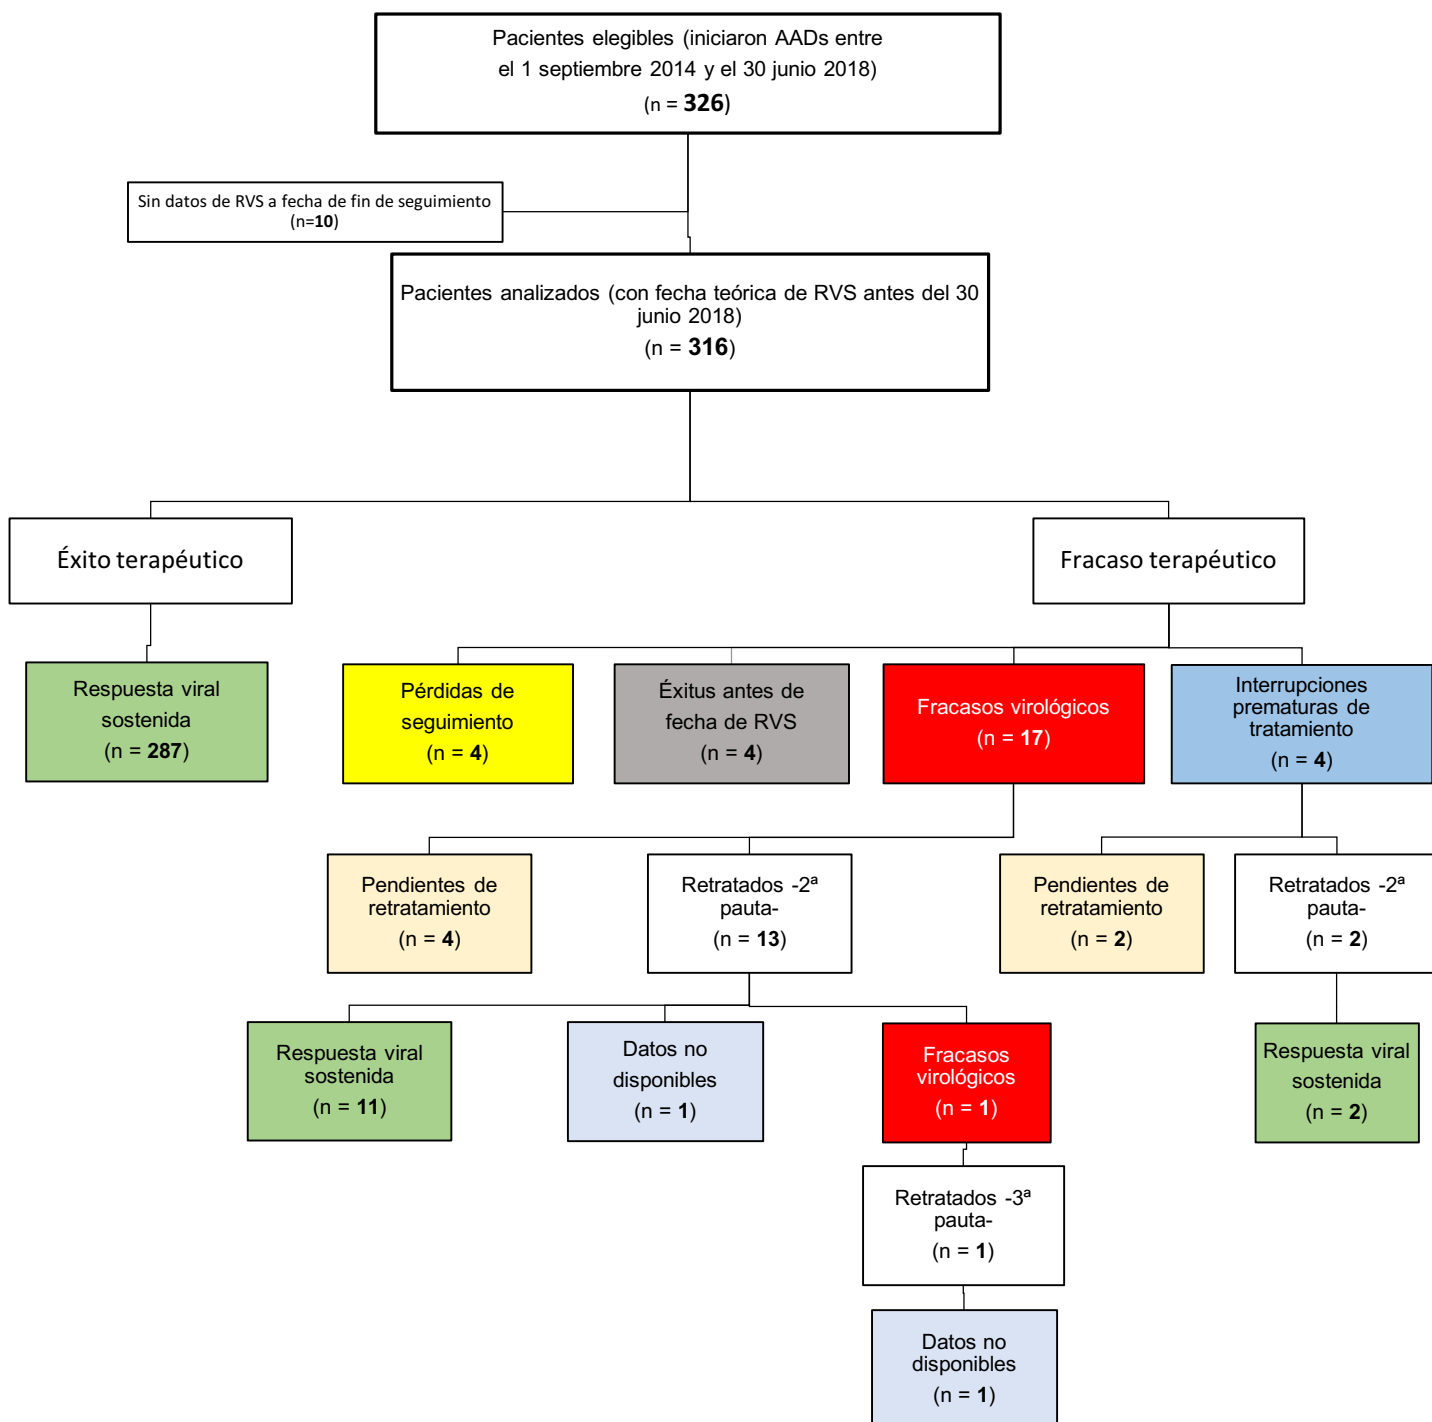 Pacientes elegibles (iniciaron AADs entre
el 1 septiembre 2014 y el 30 junio 2018)
(n = 326)
Sin datos de RVS a fecha de fin de seguimiento
(n=10)
Pacientes analizados (con fecha teórica de RVS antes del 30
junio 2018)
(n = 316)
Éxito terapéutico
Fracaso terapéutico
Respuesta viral
sostenida
(n = 287)
Pérdidas de
seguimiento
(n = 4)
Éxitus antes de
fecha de RVS
(n = 4)
Fracasos virológicos
(n = 17)
Interrupciones
prematuras de
tratamiento
(n = 4)
Pendientes de
retratamiento
(n = 4)
Retratados -2ª
pauta-
(n = 13)
Pendientes de
retratamiento
(n = 2)
Retratados -2ª
pauta-
(n = 2)
Respuesta viral
sostenida
(n = 11)
Datos no
disponibles
(n = 1)
Fracasos
virológicos
(n = 1)
Respuesta viral
sostenida
(n = 2)
Retratados -3ª
pauta-
(n = 1)
Datos no
disponibles
(n = 1)